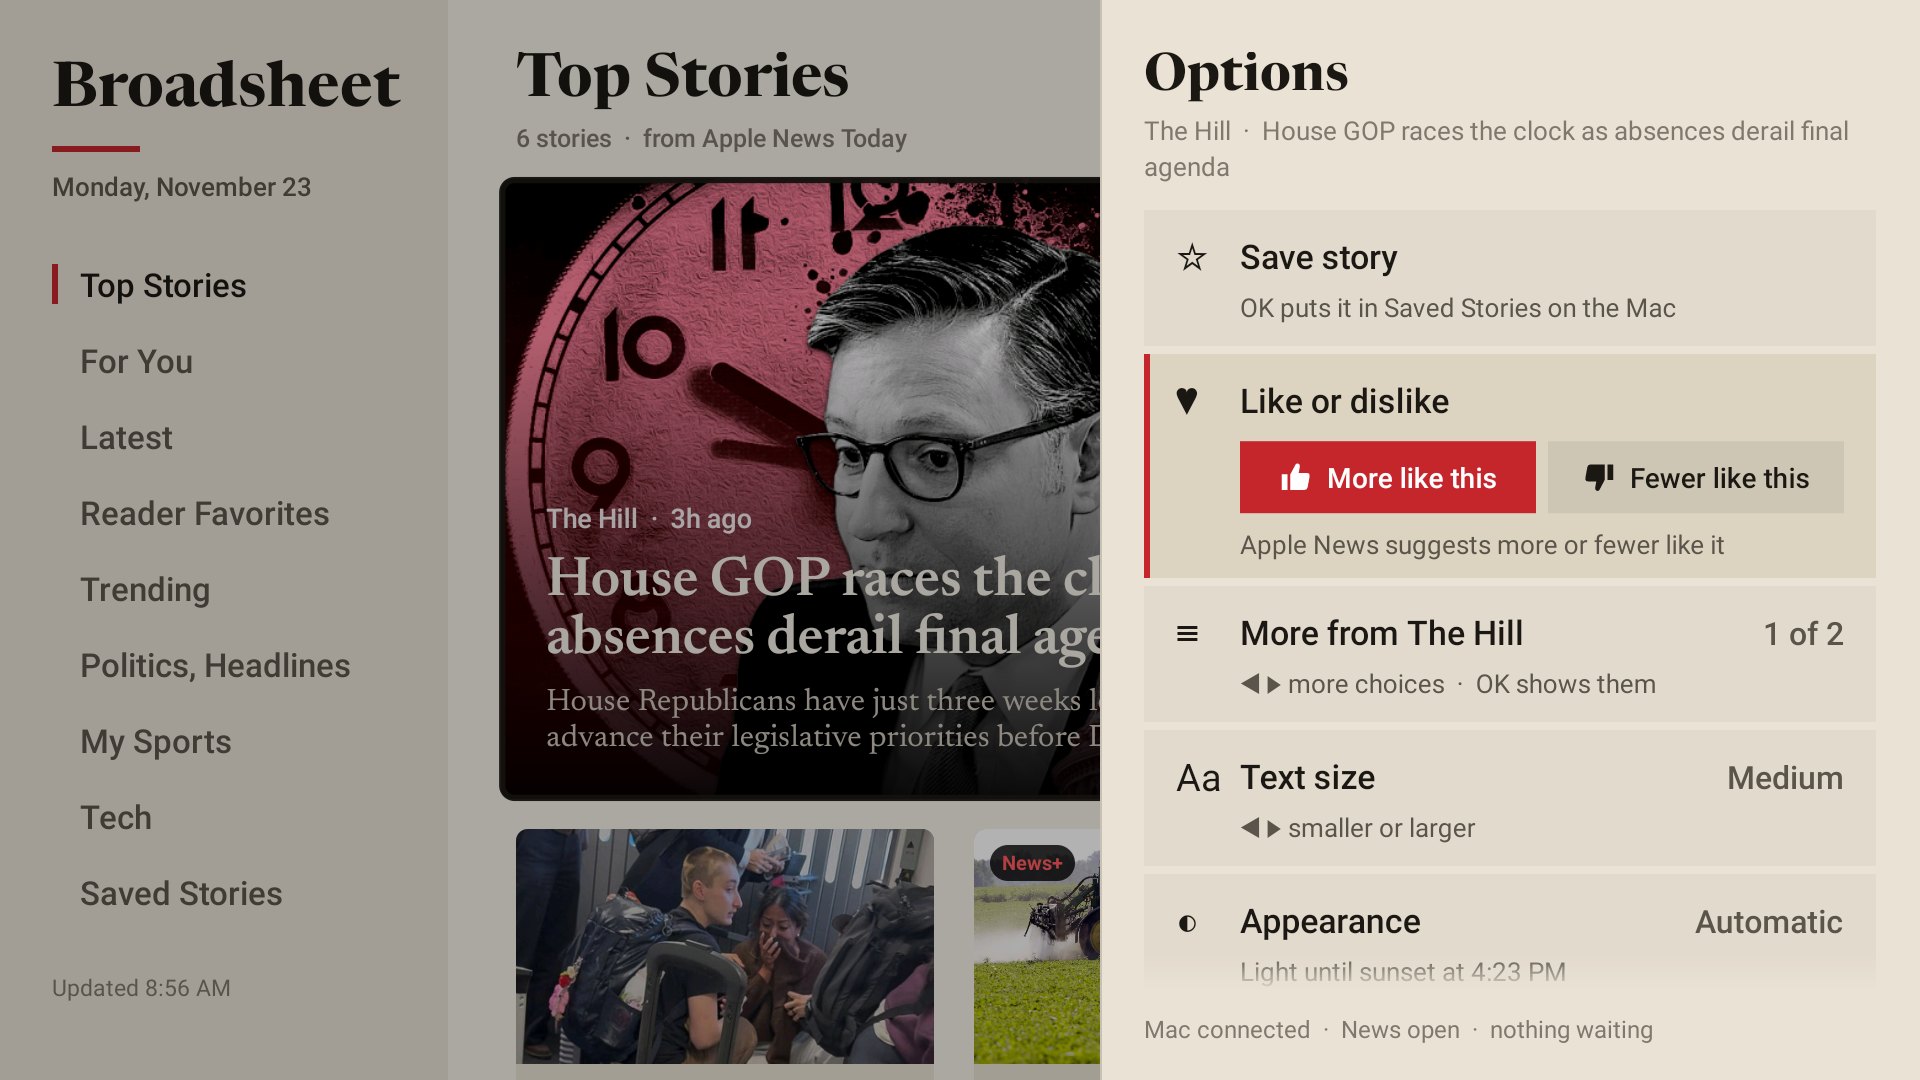 Broadsheet
Monday, November 23
Top Stories
For You
Latest
Reader Favorites
Trending
Politics, Headlines
My Sports
Tech
Saved Stories
Updated 8:56 AM
Top Stories
6 stories · from Apple News Today
11
12
10
9
The Hill · 3h ago
House GOP races the cl
absences derail final age
House Republicans have just three weeks l
advance their legislative priorities before D
News+
Options
The Hill · House GOP races the clock as absences derail final
agenda
☆ Save story
OK puts it in Saved Stories on the Mac
♥ Like or dislike
More like this
Fewer like this
Apple News suggests more or fewer like it
≡ More from The Hill 1 of 2
◀ ▶ more choices · OK shows them
Aa Text size Medium
◀ ▶ smaller or larger
◐ Appearance Automatic
Light until sunset at 4:23 PM
Mac connected · News open · nothing waiting